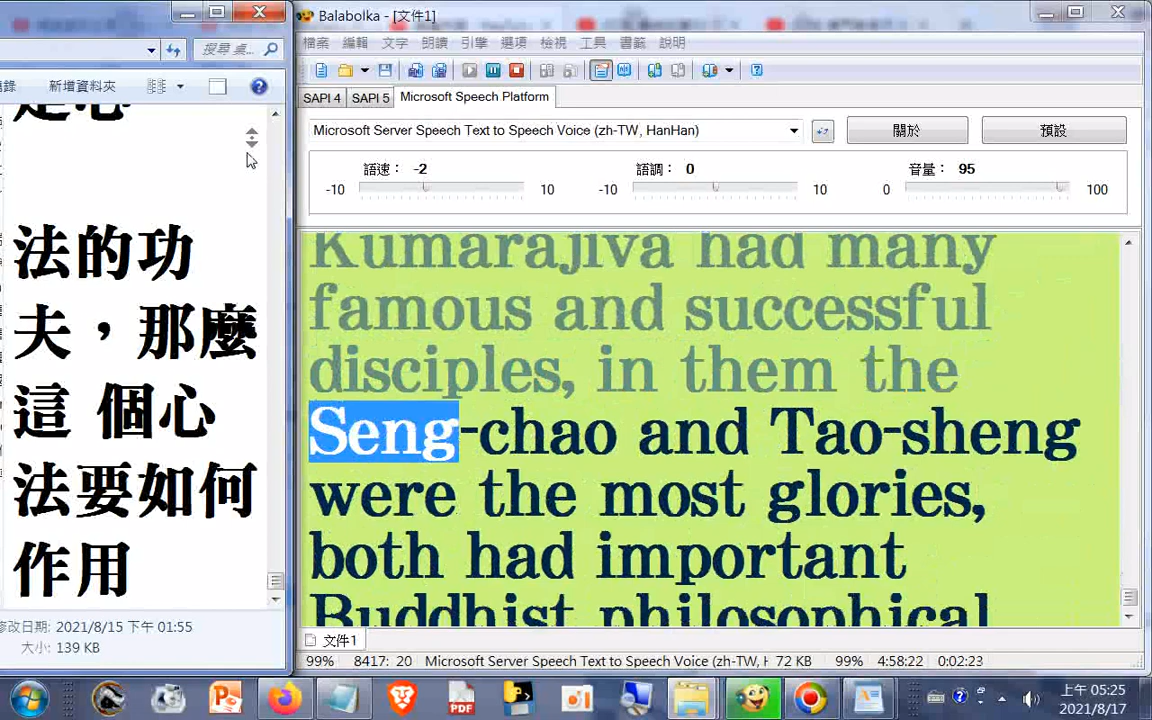 搜尋 桌...
新增資料夾
法的功
夫，那麼
這 個心
法要如何
作用
修改日期: 2021/8/15 下午 01:55
大小: 139 KB
Balabolka - [文件1]
檔案 編輯 文字 朗讀 引擎 選項 檢視 工具 書籤 說明
SAPI 4 SAPI 5 Microsoft Speech Platform
Microsoft Server Speech Text to Speech Voice (zh-TW, HanHan)
關於 預設
語速： -2 語調： 0 音量： 95
-10 10 -10 10 0 100
Kumarajiva had many
famous and successful
disciples, in them the
Seng-chao and Tao-sheng
were the most glories,
both had important
Buddhist philosophical
文件1
99% 8417: 20 Microsoft Server Speech Text to Speech Voice (zh-TW, H 72 KB 99% 4:58:22 0:02:23
上午 05:25
2021/8/17